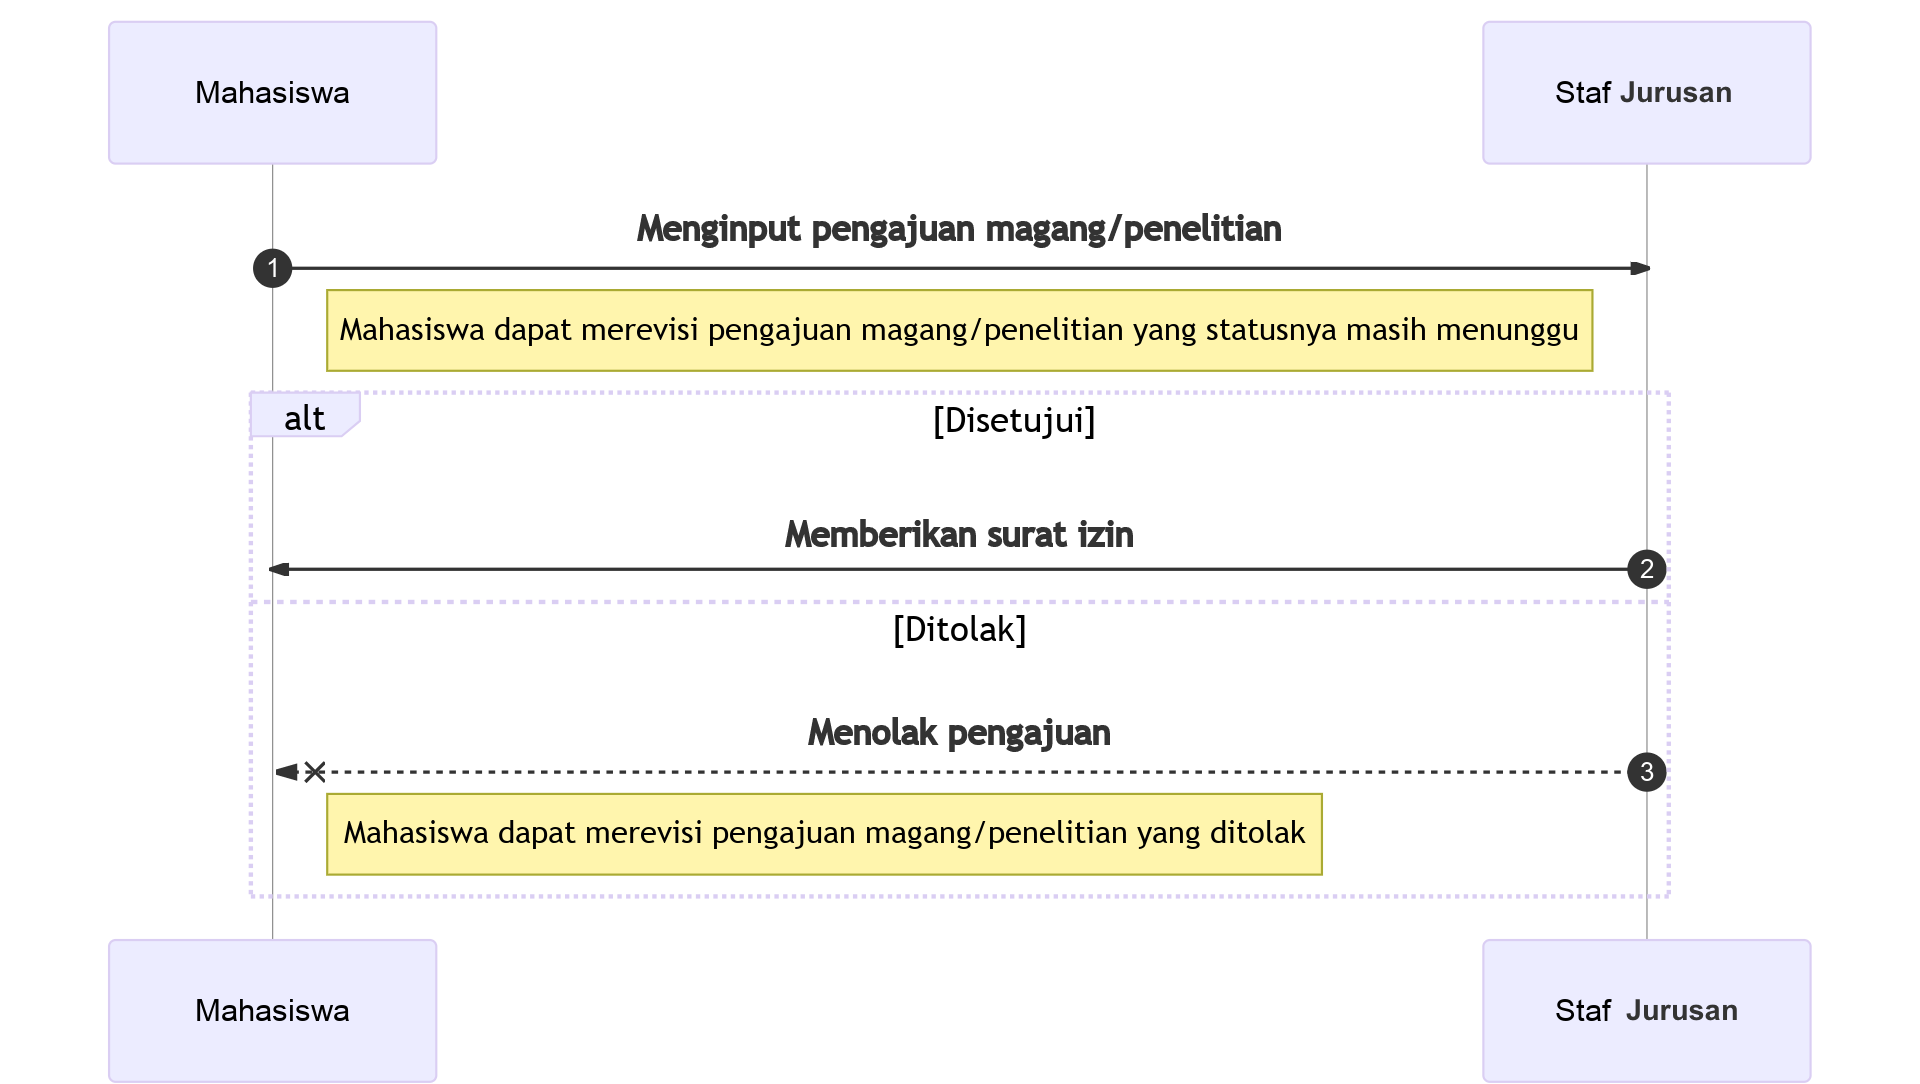 Mahasiswa
Staf Jurusan
Menginput pengajuan magang/penelitian
1
Mahasiswa dapat merevisi pengajuan magang/penelitian yang statusnya masih menunggu
alt
[Disetujui]
Memberikan surat izin
2
[Ditolak]
Menolak pengajuan
3
Mahasiswa dapat merevisi pengajuan magang/penelitian yang ditolak
Mahasiswa
Staf Jurusan